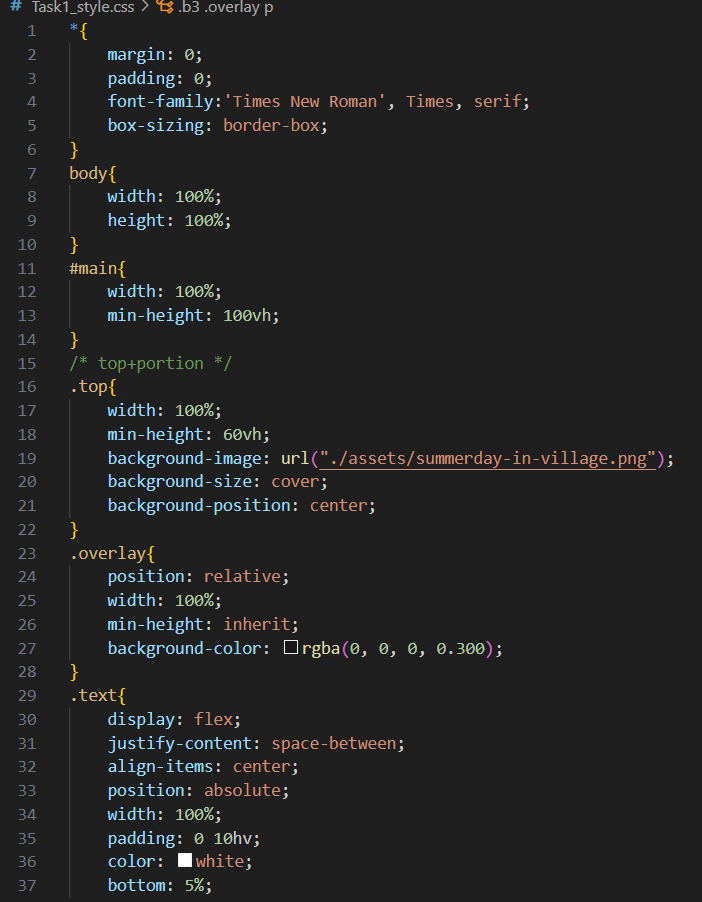 # Task1_style.css > .b3 .overlay p
1 *{
2 margin: 0;
3 padding: 0;
4 font-family:'Times New Roman', Times, serif;
5 box-sizing: border-box;
6 }
7 body{
8 width: 100%;
9 height: 100%;
10 }
11 #main{
12 width: 100%;
13 min-height: 100vh;
14 }
15 /* top+portion */
16 .top{
17 width: 100%;
18 min-height: 60vh;
19 background-image: url("./assets/summerday-in-village.png");
20 background-size: cover;
21 background-position: center;
22 }
23 .overlay{
24 position: relative;
25 width: 100%;
26 min-height: inherit;
27 background-color: rgba(0, 0, 0, 0.300);
28 }
29 .text{
30 display: flex;
31 justify-content: space-between;
32 align-items: center;
33 position: absolute;
34 width: 100%;
35 padding: 0 10hv;
36 color: white;
37 bottom: 5%;